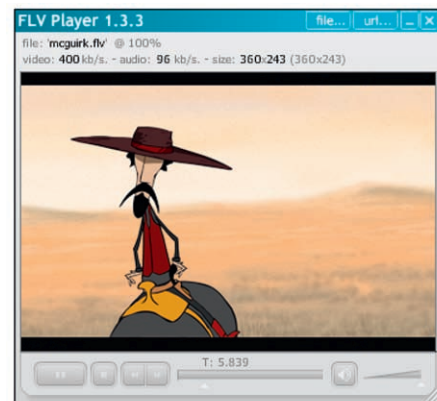 FLV Player 1.3.3 file... url...
file: 'mcguirk.flv' @ 100%
video: 400 kb/s. - audio: 96 kb/s. - size: 360x243 (360x243)
T: 5.839